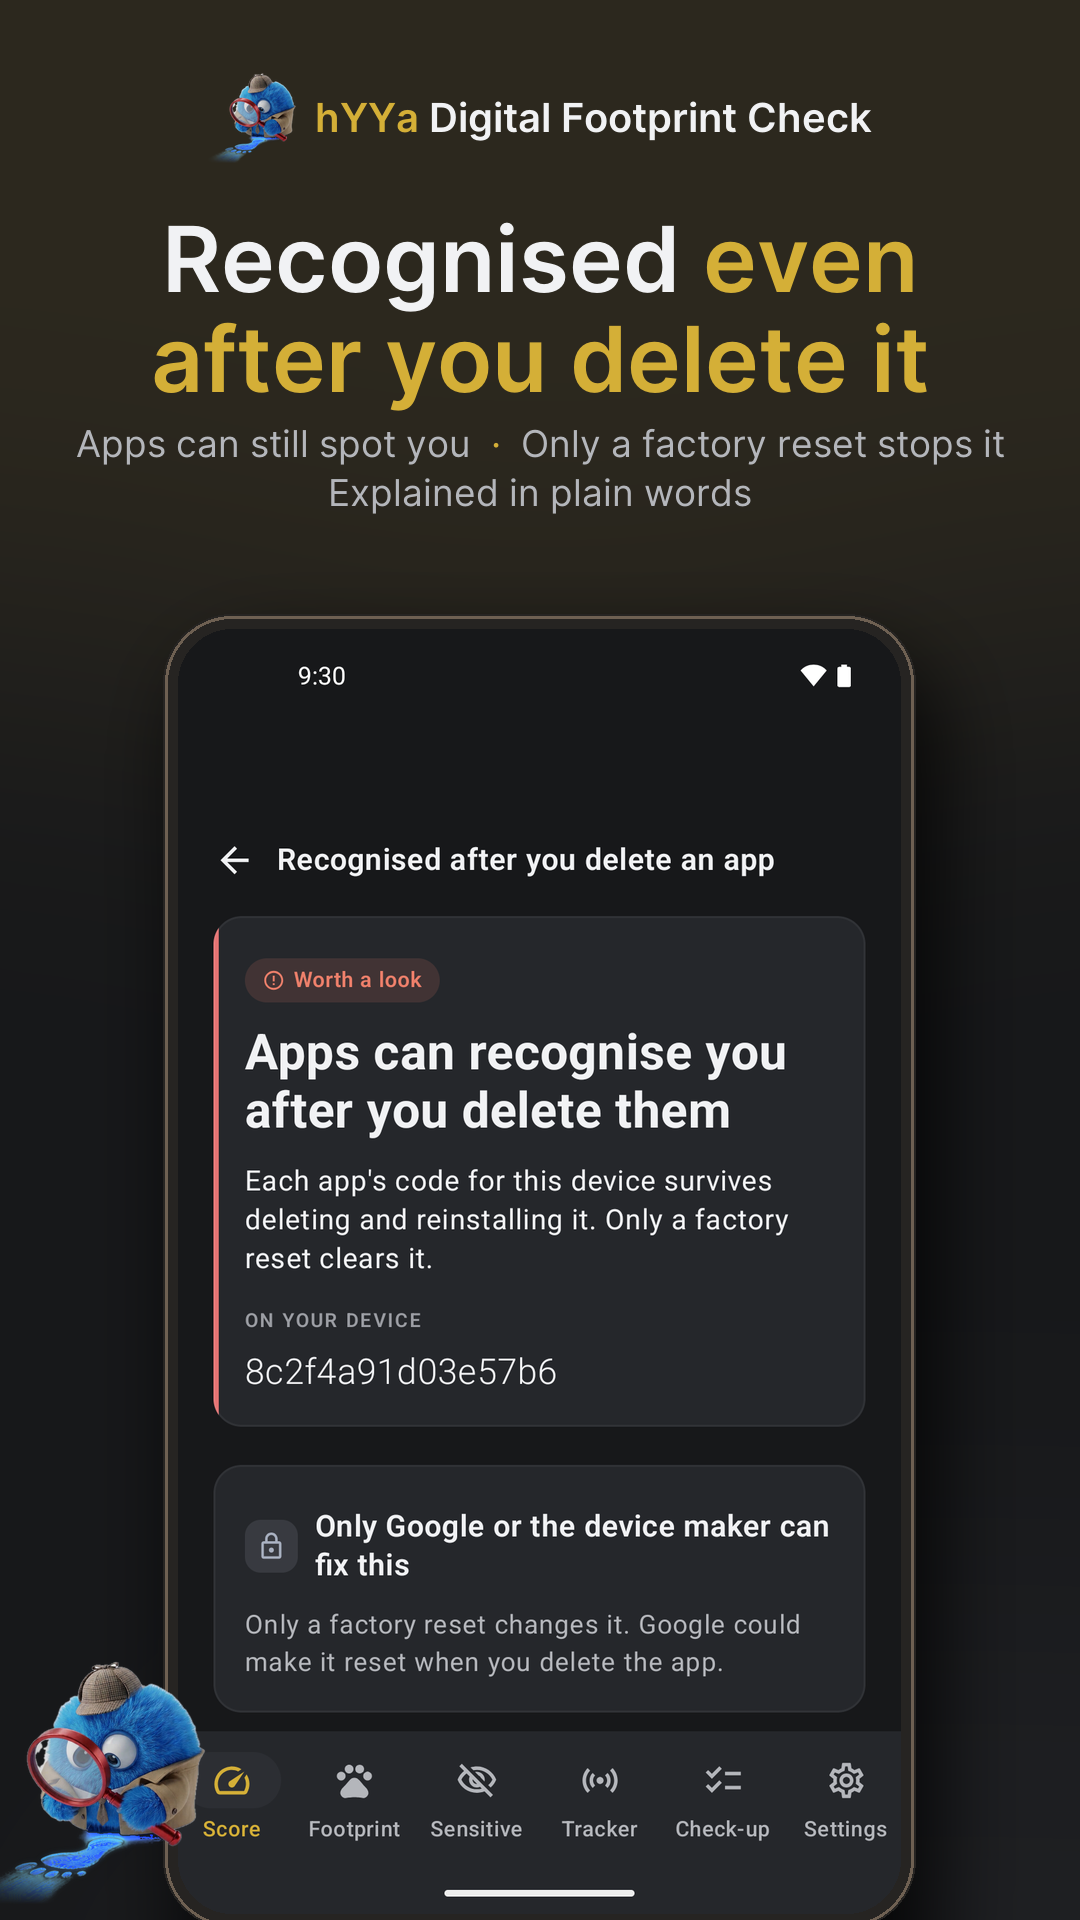 hYYa Digital Footprint Check
Recognised even
after you delete it
Apps can still spot you · Only a factory reset stops it
Explained in plain words
9:30
Recognised after you delete an app
Worth a look
Apps can recognise you
after you delete them
Each app's code for this device survives
deleting and reinstalling it. Only a factory
reset clears it.
ON YOUR DEVICE
8c2f4a91d03e57b6
Only Google or the device maker can
fix this
Only a factory reset changes it. Google could
make it reset when you delete the app.
Score Footprint Sensitive Tracker Check-up Settings